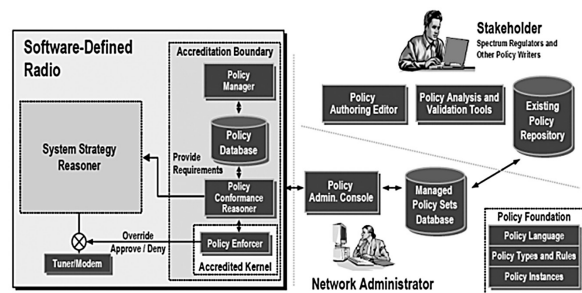 Software-Defined
Radio
Accreditation Boundary
Policy
Manager
Policy
Database
System Strategy
Reasoner
Provide
Requirements
Policy
Conformance
Reasoner
Override
Approve / Deny
Policy Enforcer
Accredited Kernel
Tuner/Modem
Stakeholder
Spectrum Regulators and
Other Policy Writers
Policy
Authoring Editor
Policy Analysis and
Validation Tools
Existing
Policy
Repository
Policy
Admin. Console
Managed
Policy Sets
Database
Network Administrator
Policy Foundation
Policy Language
Policy Types and Rules
Policy Instances